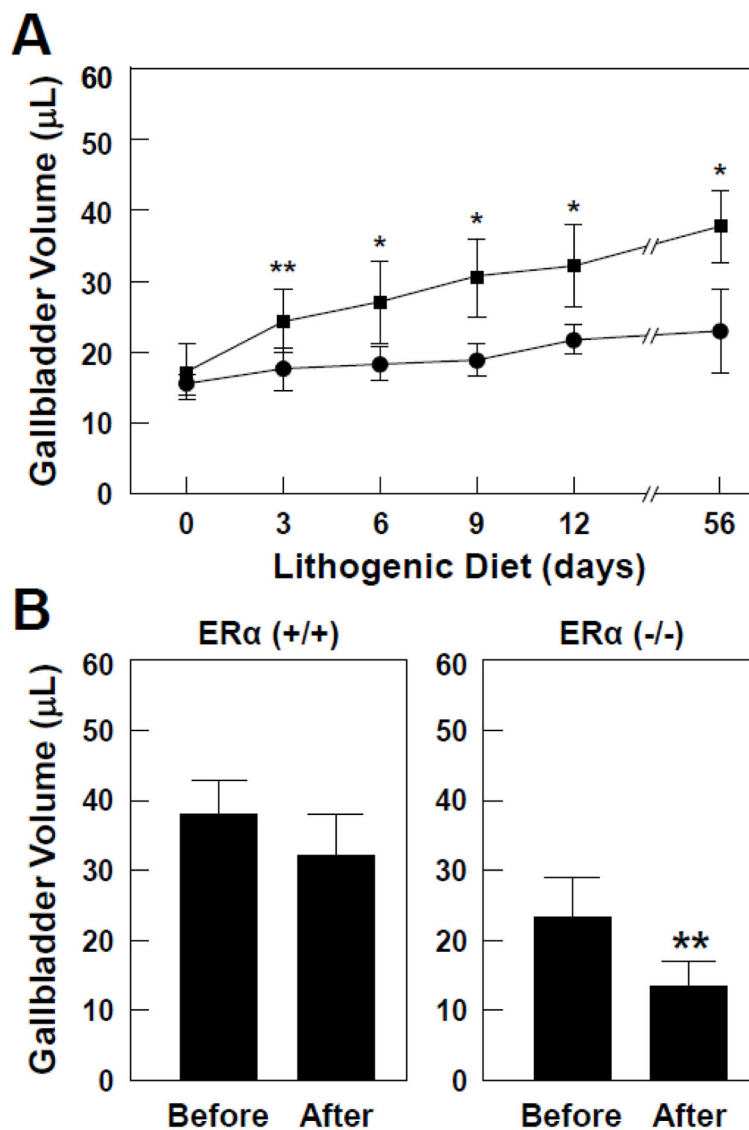 A
Gallbladder Volume (μL)
60
50
40
30
20
10
0
** * * * *
0 3 6 9 12 56
Lithogenic Diet (days)
B
ERα (+/+) ERα (-/-)
Gallbladder Volume (μL)
60 60
50 50
40 40
30 30
20 20
10 10
0 0
**
Before After Before After